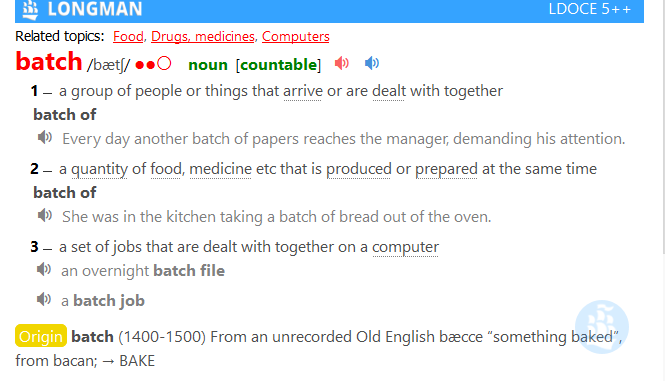 LONGMAN LDOCE 5++
Related topics: Food, Drugs, medicines, Computers
batch /bætʃ/ ●●○ noun [countable]
1 – a group of people or things that arrive or are dealt with together
batch of
Every day another batch of papers reaches the manager, demanding his attention.
2 – a quantity of food, medicine etc that is produced or prepared at the same time
batch of
She was in the kitchen taking a batch of bread out of the oven.
3 – a set of jobs that are dealt with together on a computer
an overnight batch file
a batch job
Origin batch (1400-1500) From an unrecorded Old English bæcce “something baked”,
from bacan; → BAKE